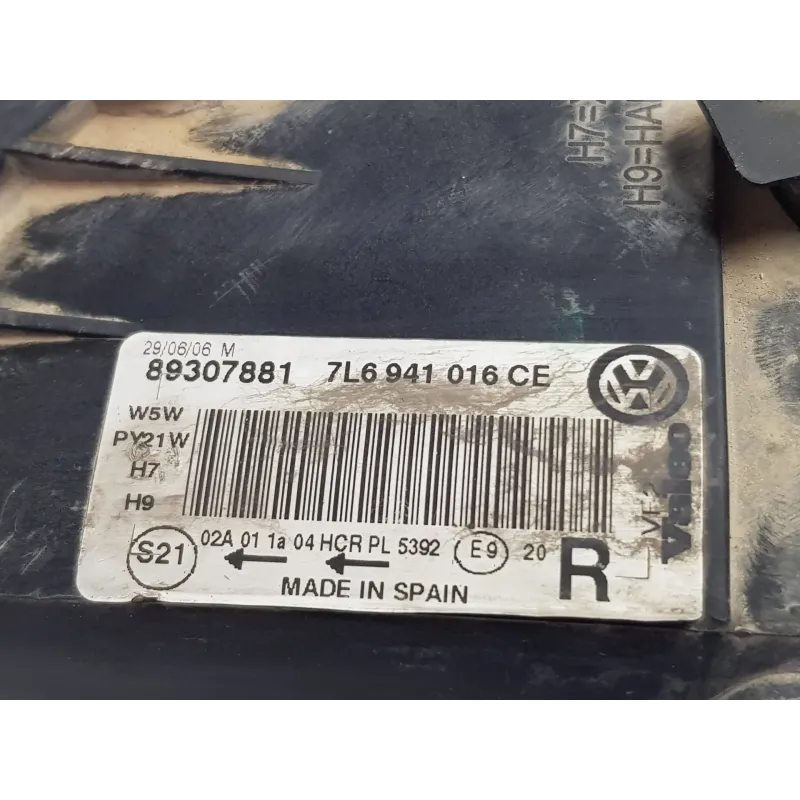 H7=
H9=HA
29/06/06 M
89307881 7L6 941 016 CE
W5W
PY21W
H7
H9
Valeo
S21 02A 01 1a 04 HCR PL 5392 E9 20 R
MADE IN SPAIN